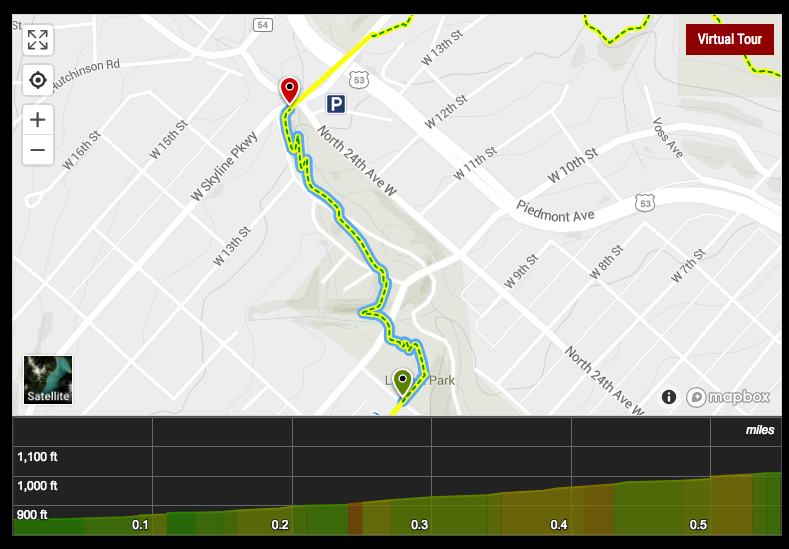 St
54
W 13th St
Virtual Tour
Hutchinson Rd
53
P
W 12th St
W 16th St
W 15th St
W Skyline Pkwy
North 24th Ave W
W 11th St
W 10th St
Voss Ave
Piedmont Ave
53
W 13th St
W 9th St
W 8th St
W 7th St
North 24th Ave W
Park
Satellite
i
mapbox
miles
1,100 ft
1,000 ft
900 ft
0.1
0.2
0.3
0.4
0.5